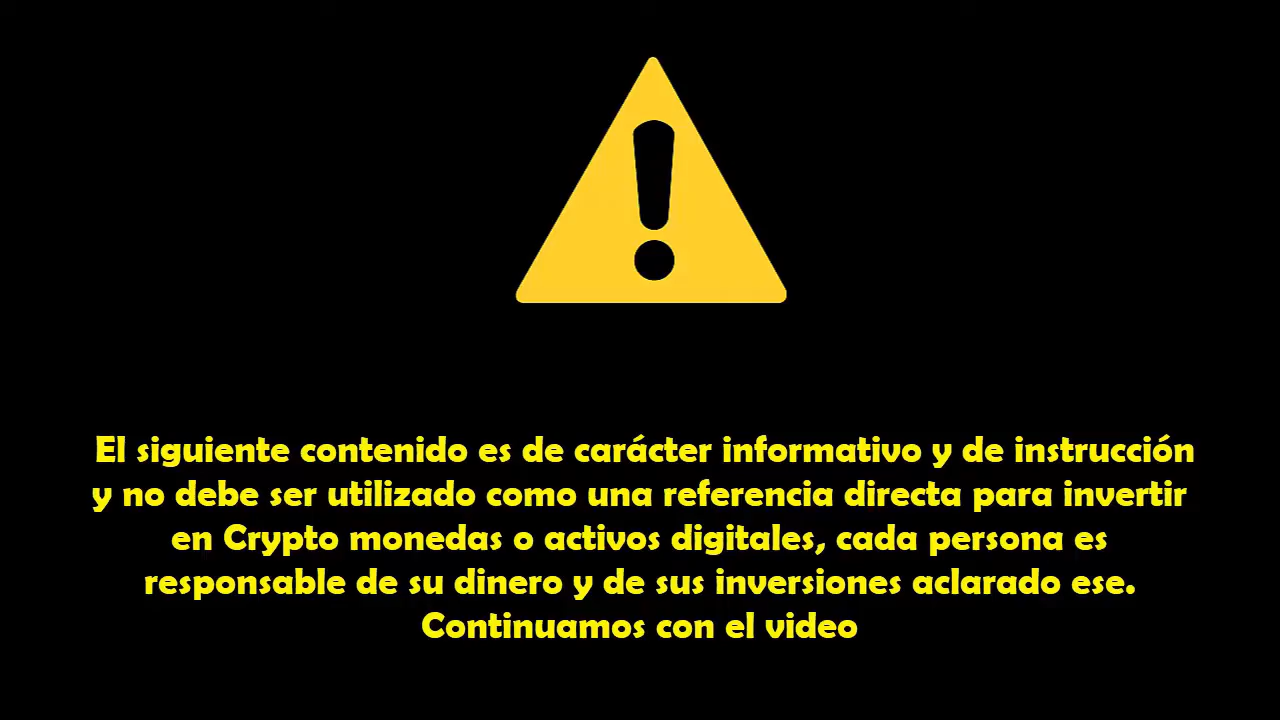 El siguiente contenido es de carácter informativo y de instrucción
y no debe ser utilizado como una referencia directa para invertir
en Crypto monedas o activos digitales, cada persona es
responsable de su dinero y de sus inversiones aclarado ese.
Continuamos con el video